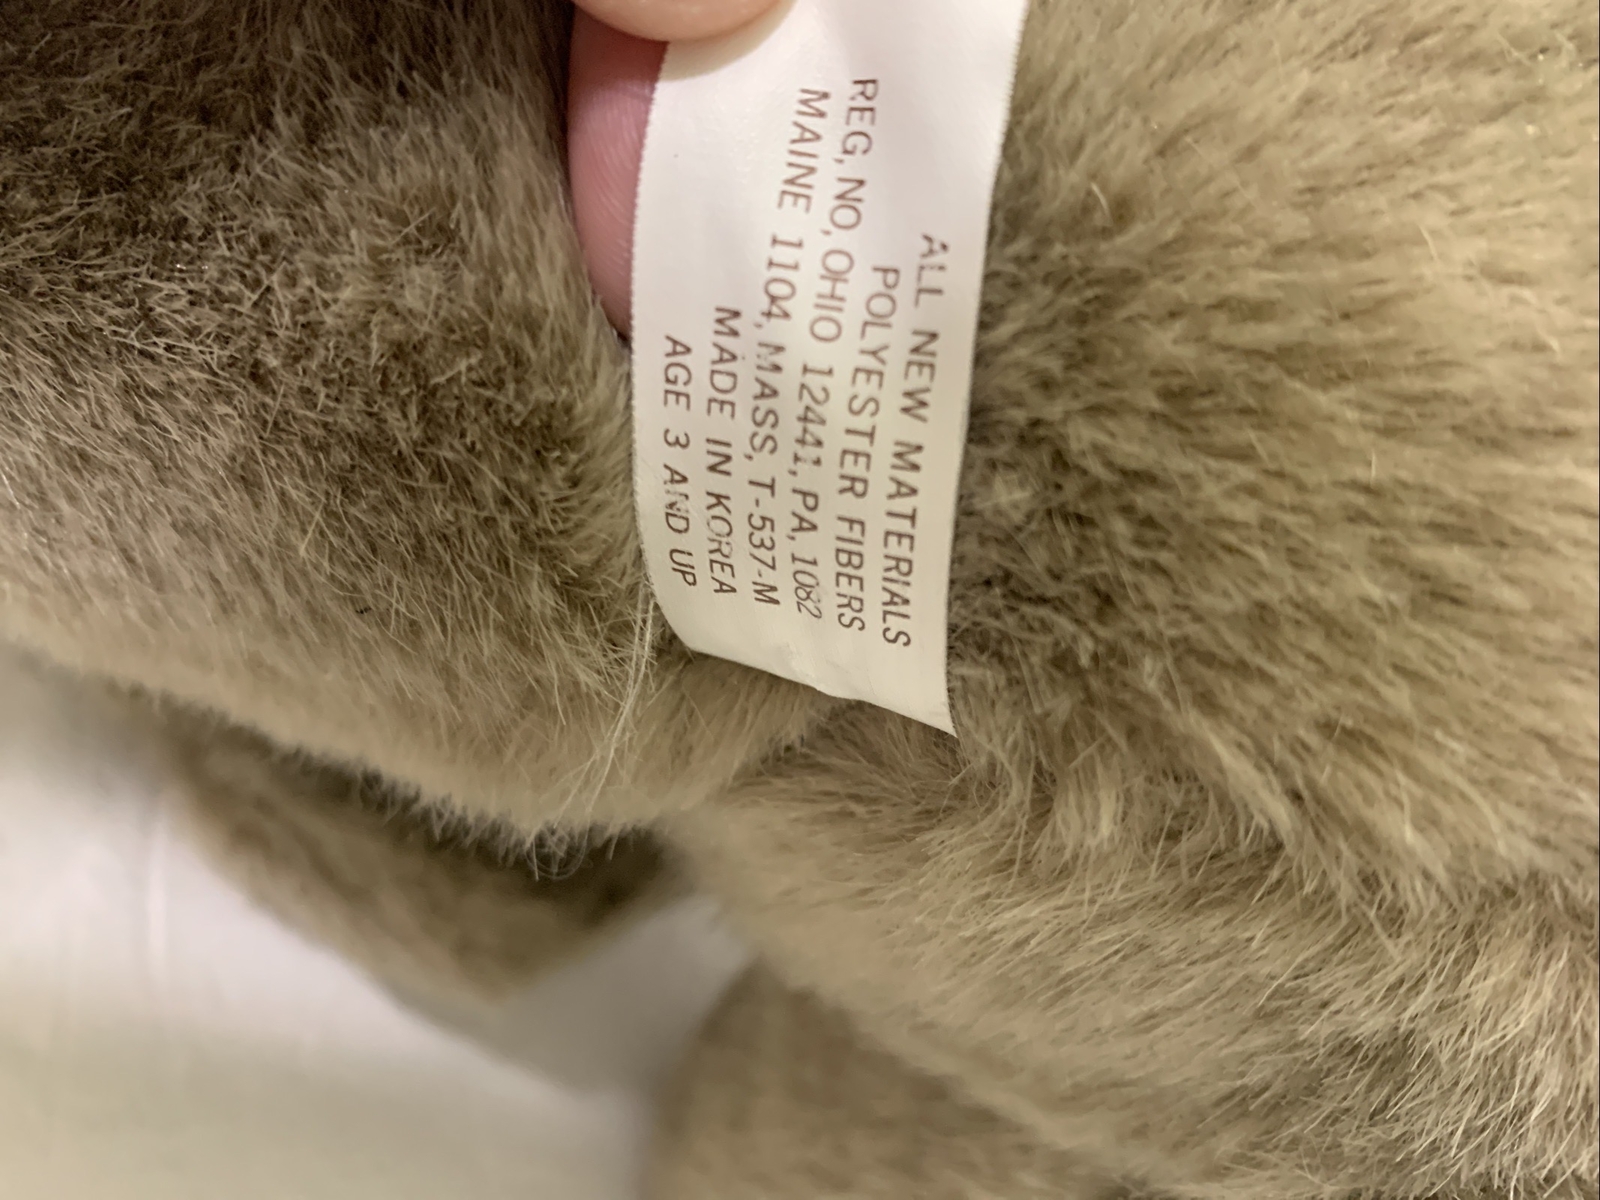 ALL NEW MATERIALS
POLYESTER FIBERS
REG, NO, OHIO 12441, PA, 1082
MAINE 1104, MASS, T-537-M
MADE IN KOREA
AGE 3 AND UP